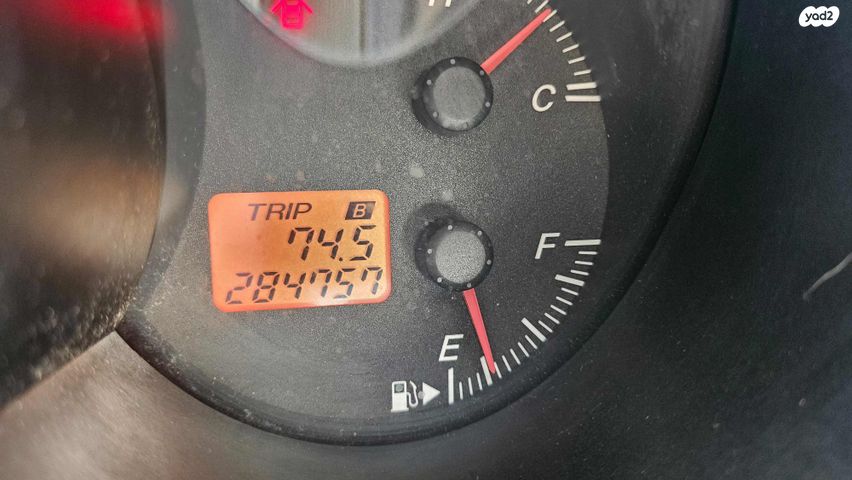 yad2
C
TRIP B
74.5
284757
F
E